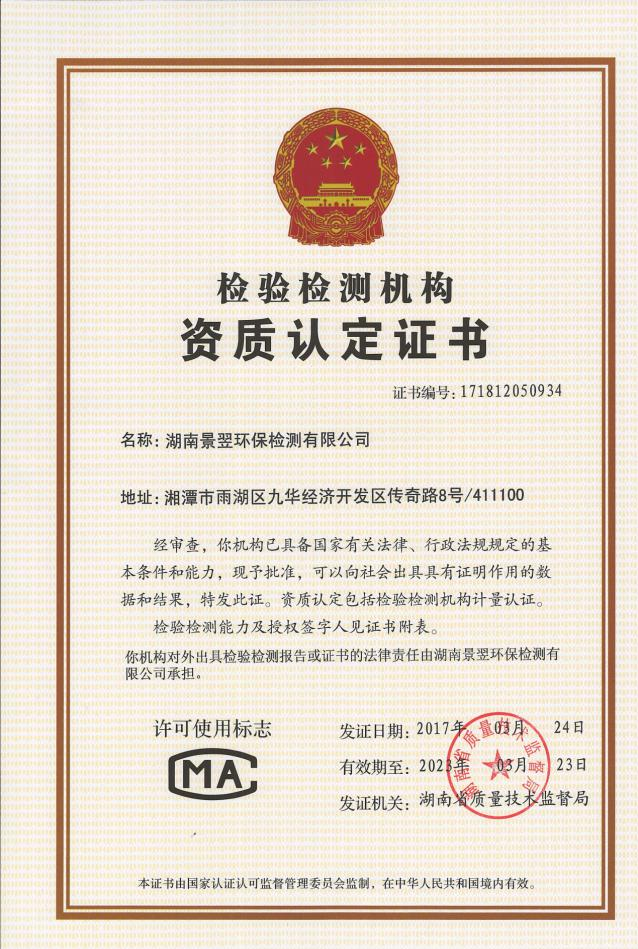 检验检测机构
资质认定证书
证书编号：171812050934
名称：湖南景翌环保检测有限公司
地址：湘潭市雨湖区九华经济开发区传奇路8号/411100
经审查，你机构已具备国家有关法律、行政法规规定的基
本条件和能力，现予批准，可以向社会出具具有证明作用的数
据和结果，特发此证。资质认定包括检验检测机构计量认证。
检验检测能力及授权签字人见证书附表。
你机构对外出具检验检测报告或证书的法律责任由湖南景翌环保检测有
限公司承担。
许可使用标志
MA
发证日期：2017年 03月 24日
有效期至：2023年 03月 23日
发证机关：湖南省质量技术监督局
湖南省质量技术监督局
本证书由国家认证认可监督管理委员会监制，在中华人民共和国境内有效。